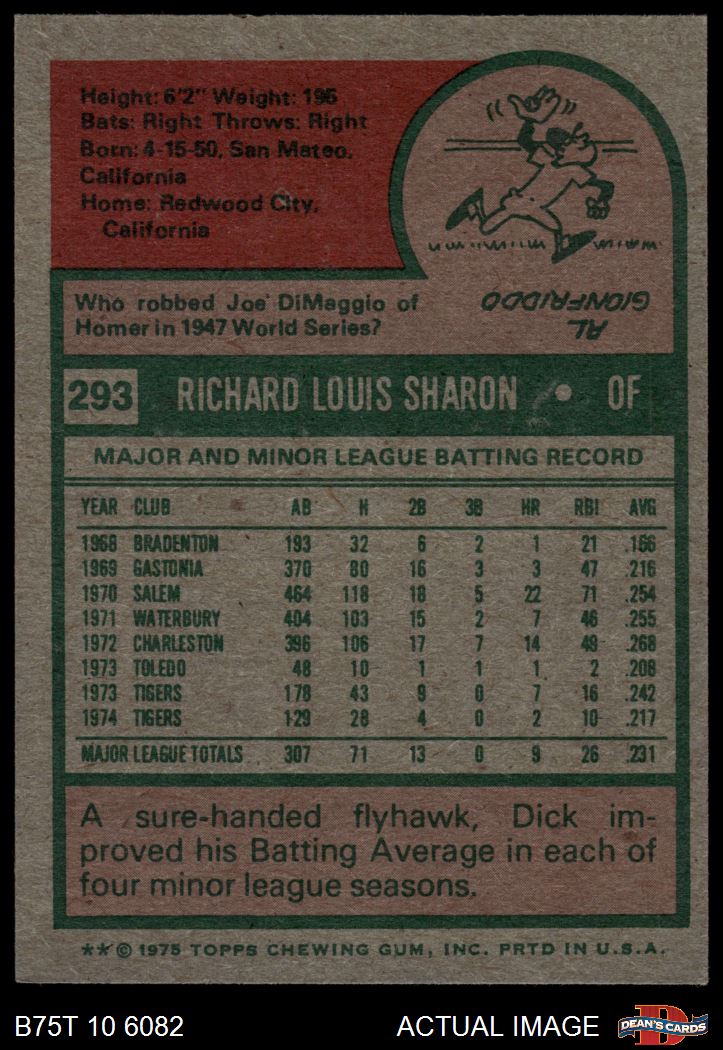 Height: 6'2" Weight: 195
Bats: Right Throws: Right
Born: 4-15-50, San Mateo,
California
Home: Redwood City,
California
Who robbed Joe DiMaggio of
Homer in 1947 World Series?
AL
GIONFRIDDO
293 RICHARD LOUIS SHARON • OF
MAJOR AND MINOR LEAGUE BATTING RECORD
YEAR CLUB AB H 2B 3B HR RBI AVG
1968 BRADENTON 193 32 6 2 1 21 .166
1969 GASTONIA 370 80 16 3 3 47 .216
1970 SALEM 464 118 18 5 22 71 .254
1971 WATERBURY 404 103 15 2 7 46 .255
1972 CHARLESTON 396 106 17 7 14 49 .268
1973 TOLEDO 48 10 1 1 1 2 .208
1973 TIGERS 178 43 9 0 7 16 .242
1974 TIGERS 129 28 4 0 2 10 .217
MAJOR LEAGUE TOTALS 307 71 13 0 9 26 .231
A sure-handed flyhawk, Dick im-
proved his Batting Average in each of
four minor league seasons.
**© 1975 TOPPS CHEWING GUM, INC. PRTD IN U.S.A.
B75T 10 6082 ACTUAL IMAGE
DEAN'S CARDS